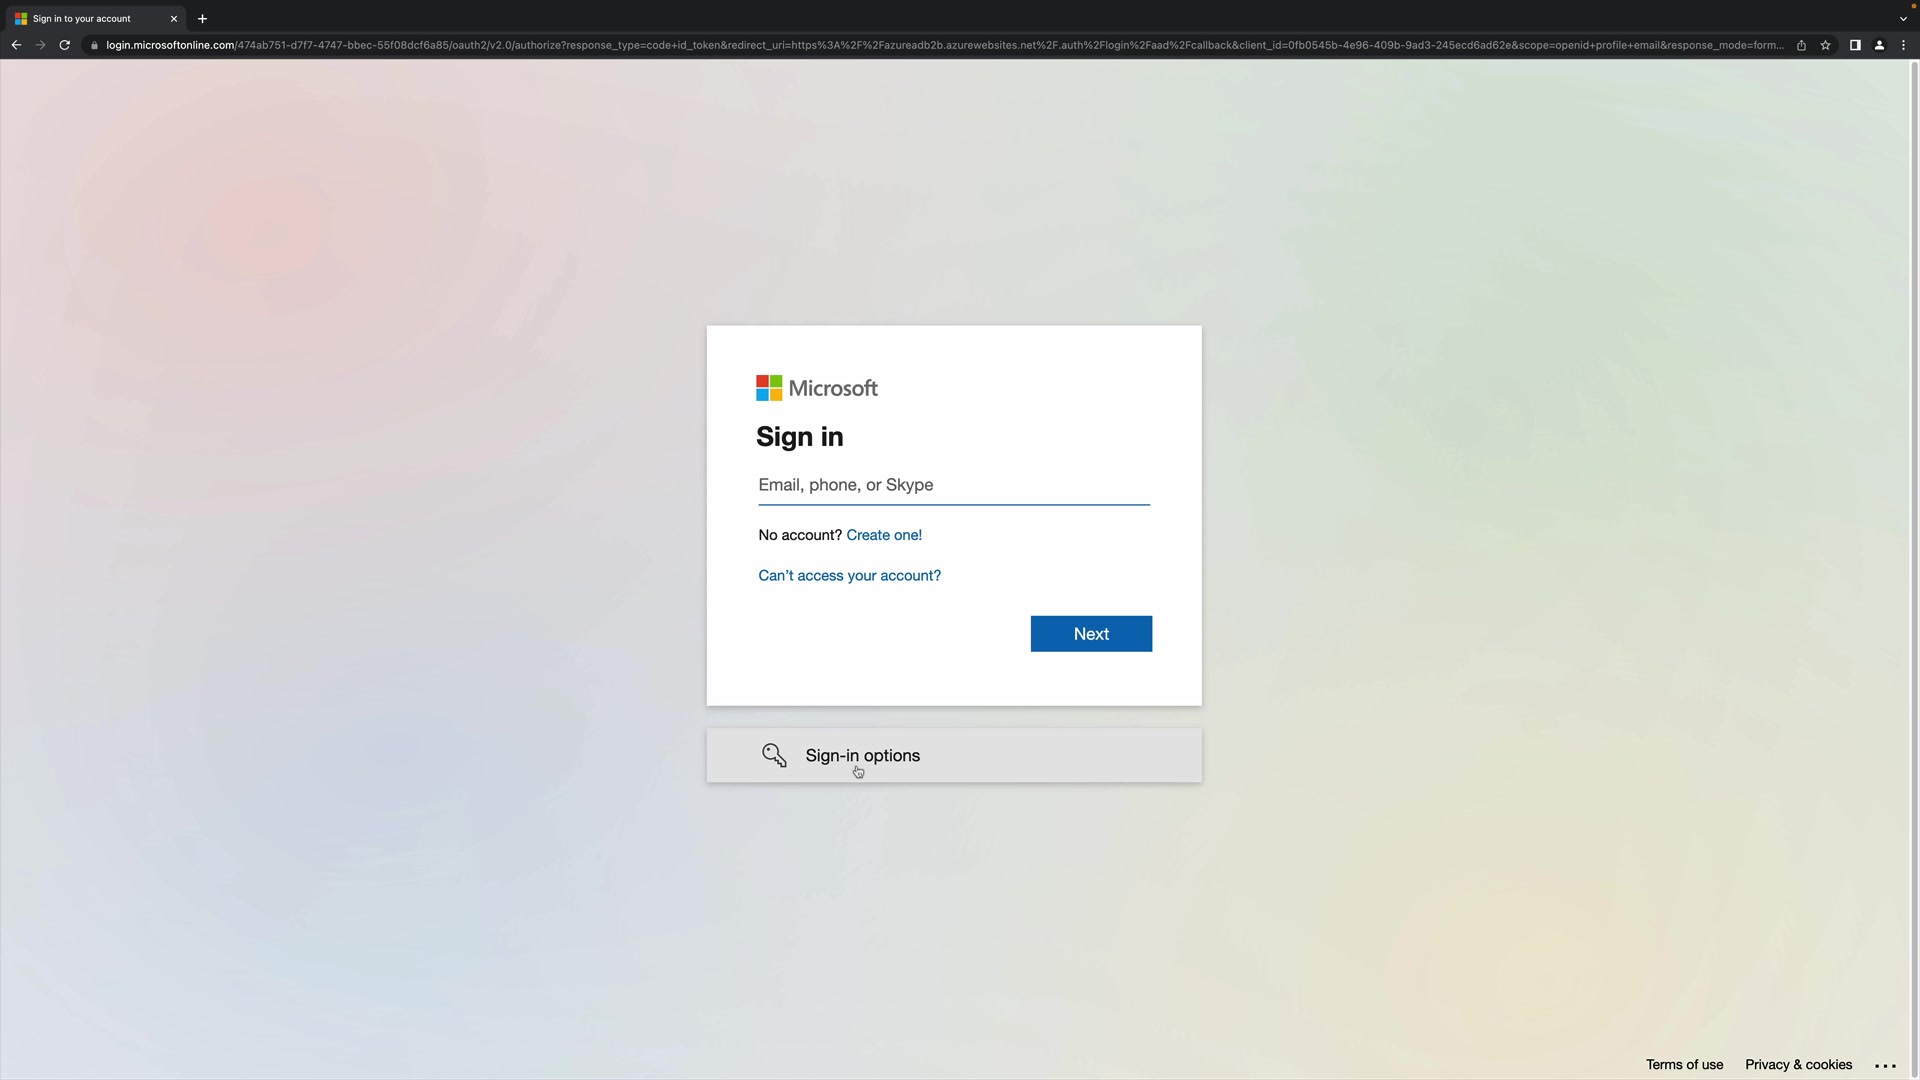 Sign in to your account
login.microsoftonline.com/474ab751-d7f7-4747-bbec-55f08dcf6a85/oauth2/v2.0/authorize?response_type=code+id_token&redirect_uri=https%3A%2F%2Fazureadb2b.azurewebsites.net%2F.auth%2Flogin%2Faad%2Fcallback&client_id=0fb0545b-4e96-409b-9ad3-245ecd6ad62e&scope=openid+profile+email&response_mode=form...
Microsoft
Sign in
Email, phone, or Skype
No account? Create one!
Can't access your account?
Next
Sign-in options
Terms of use Privacy & cookies ...